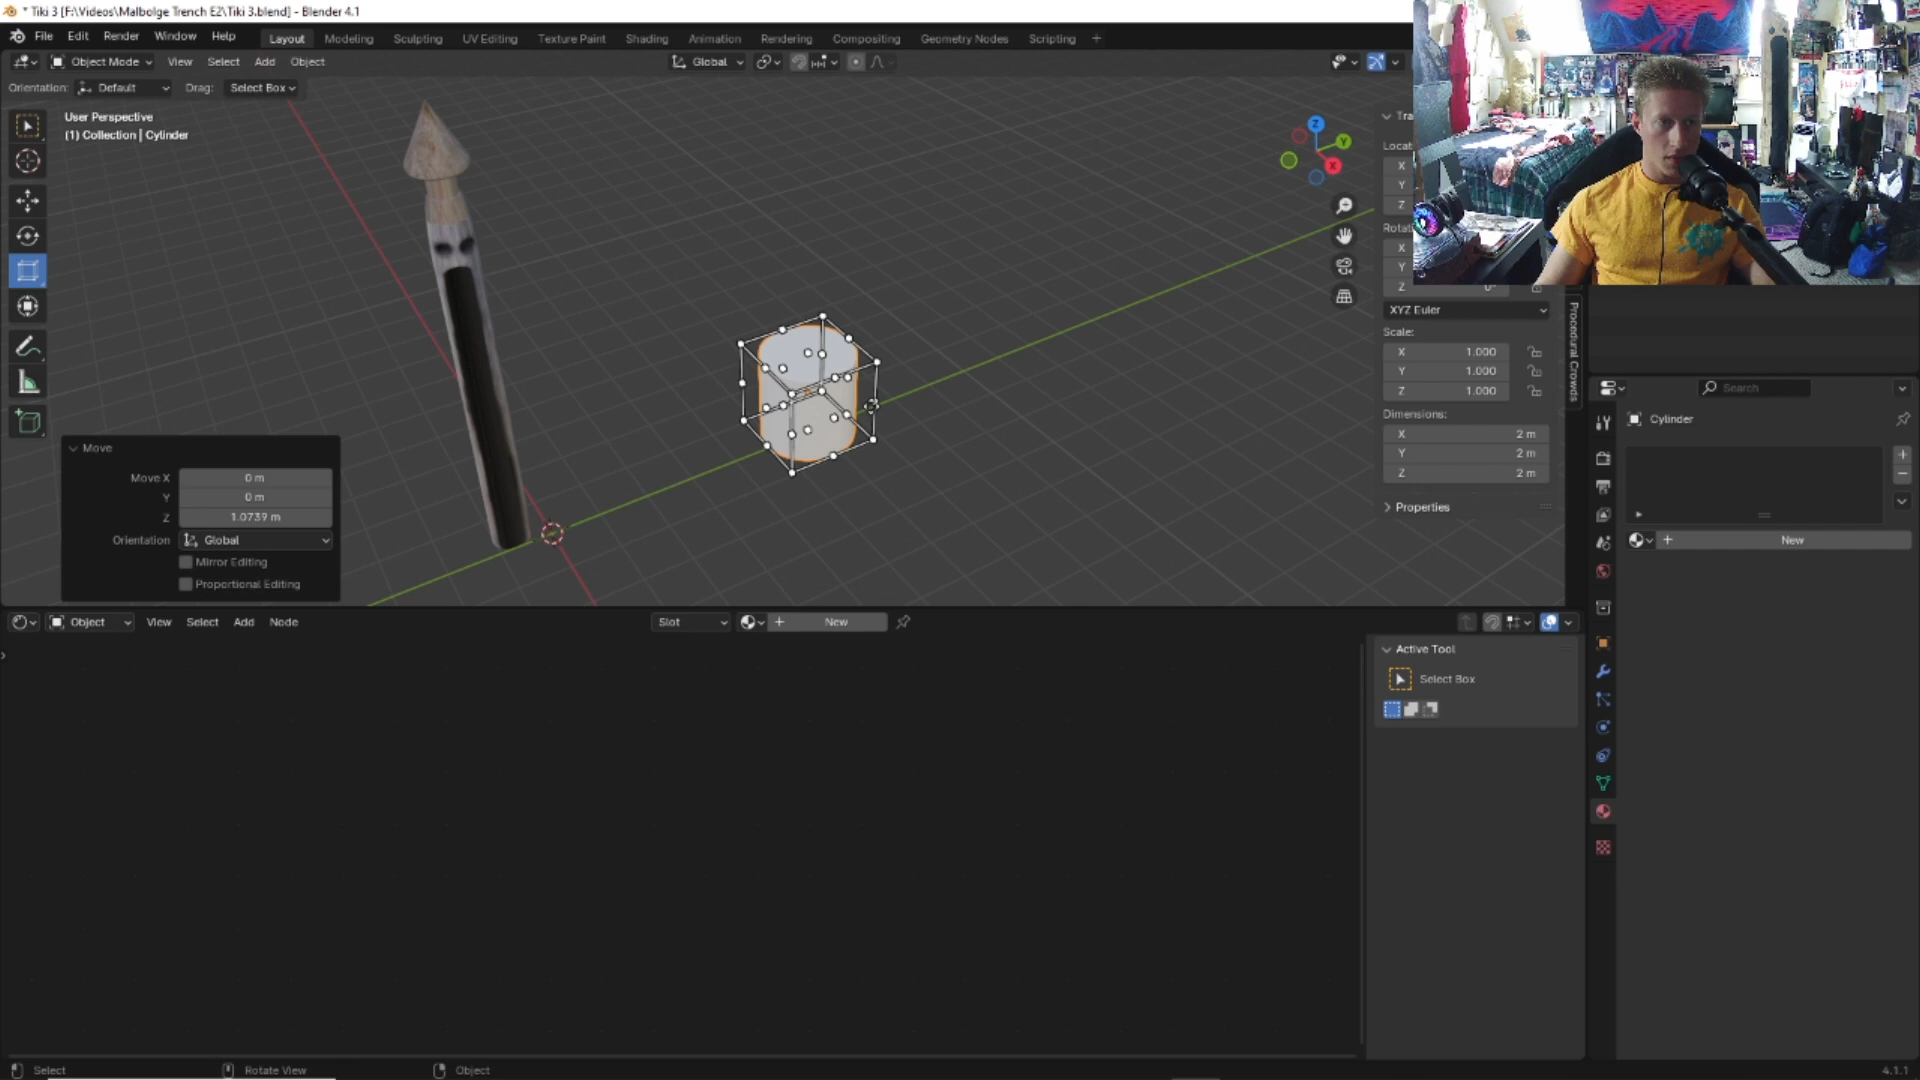 * Tiki 3 [F:\Videos\Malbolge Trench E2\Tiki 3.blend] - Blender 4.1
File Edit Render Window Help Layout Modeling Sculpting UV Editing Texture Paint Shading Animation Rendering Compositing Geometry Nodes Scripting +
Object Mode View Select Add Object Global
Orientation: Default Drag: Select Box
User Perspective
(1) Collection | Cylinder
Z
Y
X
X
Y
Z
X
Y
Z 0°
XYZ Euler
Scale:
X 1.000
Y 1.000
Z 1.000
Dimensions:
X 2 m
Y 2 m
Z 2 m
Properties
Procedural Crowds
Move
Move X 0 m
Y 0 m
Z 1.0739 m
Orientation Global
Mirror Editing
Proportional Editing
Search
Cylinder
+ New
Object View Select Add Node Slot + New
Active Tool
Select Box
Select Rotate View Object 4.1.1